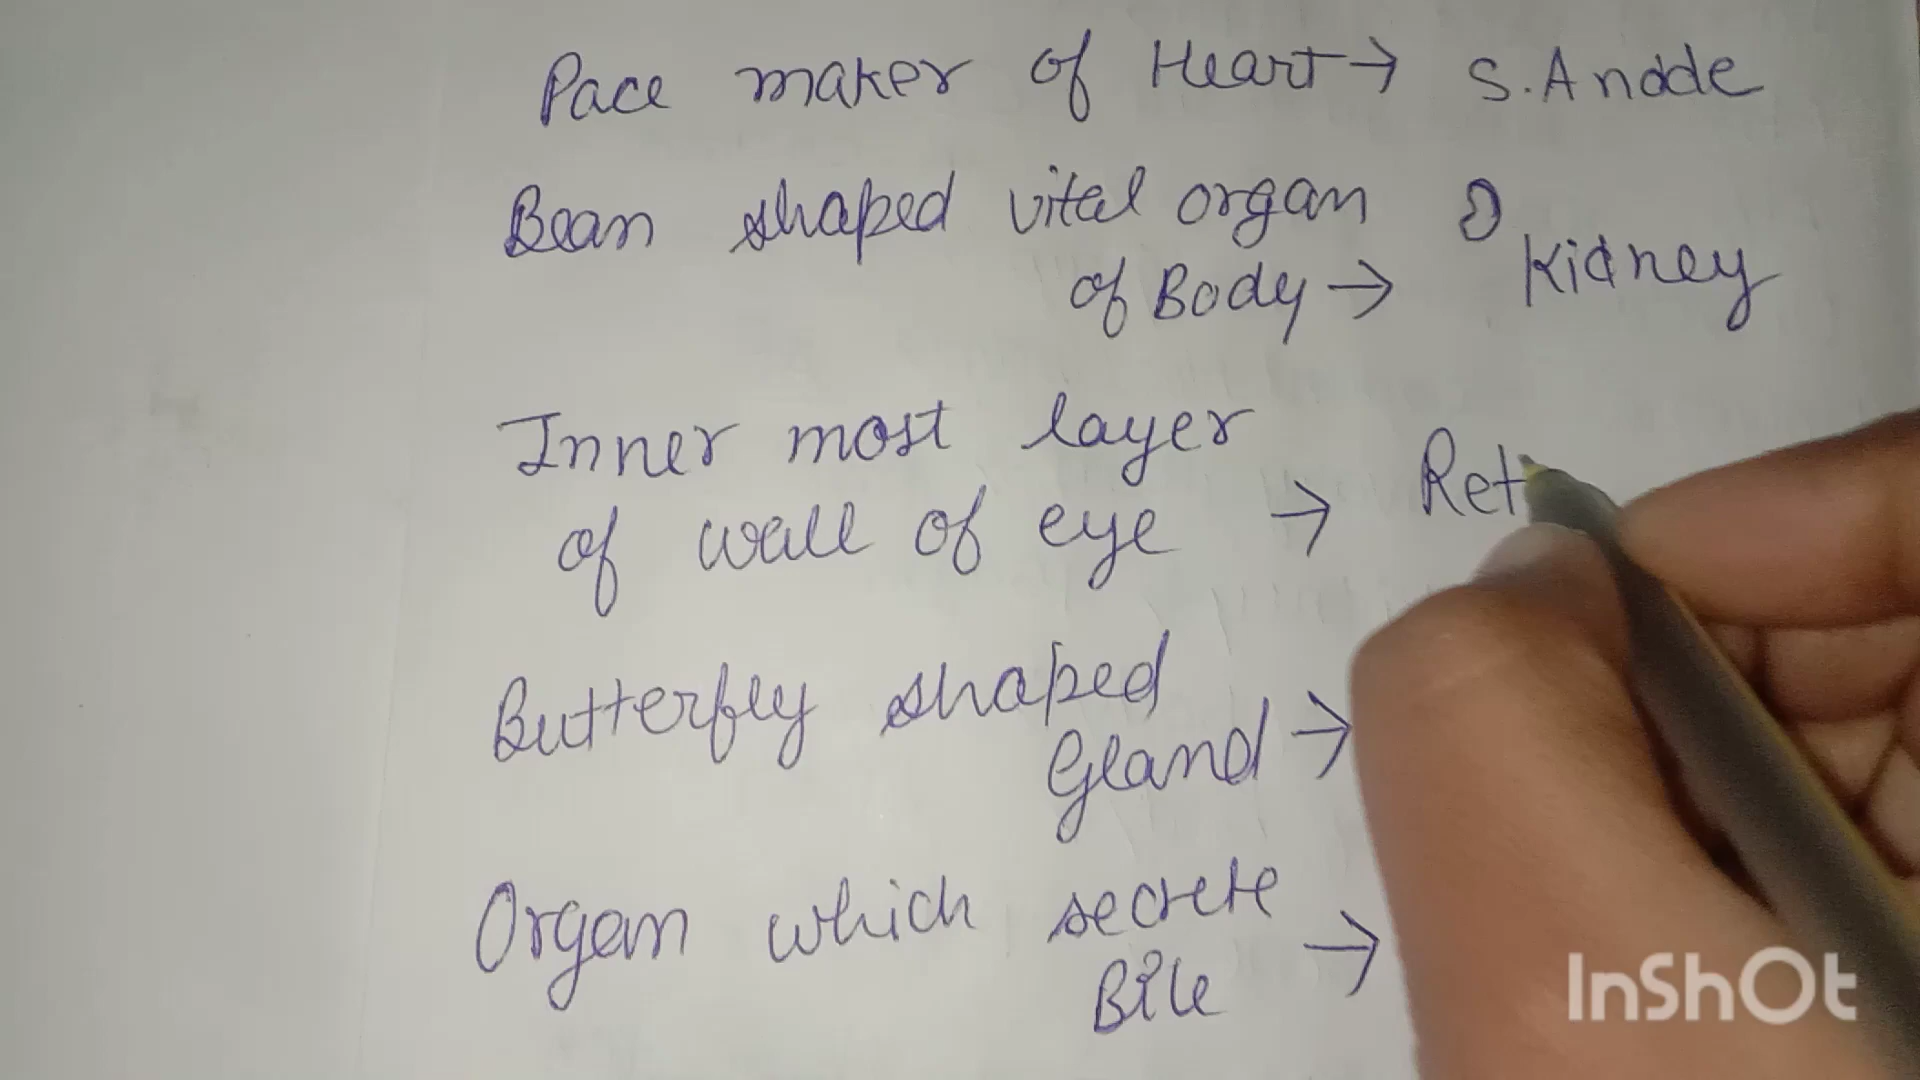 Pace maker of Heart → S.A node
Bean shaped vital organ
of Body → Kidney
Inner most layer
of wall of eye → Ret
Butterfly shaped
Gland →
Organ which secrete
Bile →
InShOt